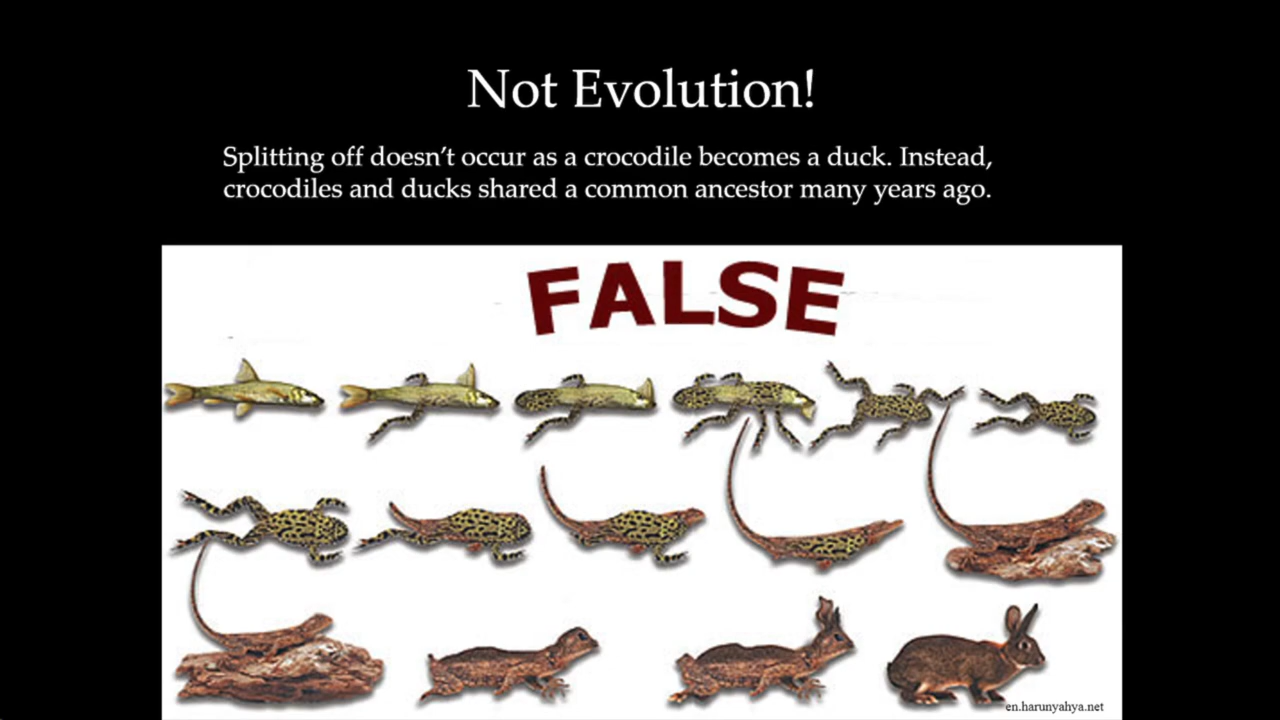 Not Evolution!
Splitting off doesn’t occur as a crocodile becomes a duck. Instead,
crocodiles and ducks shared a common ancestor many years ago.
FALSE
en.harunyahya.net